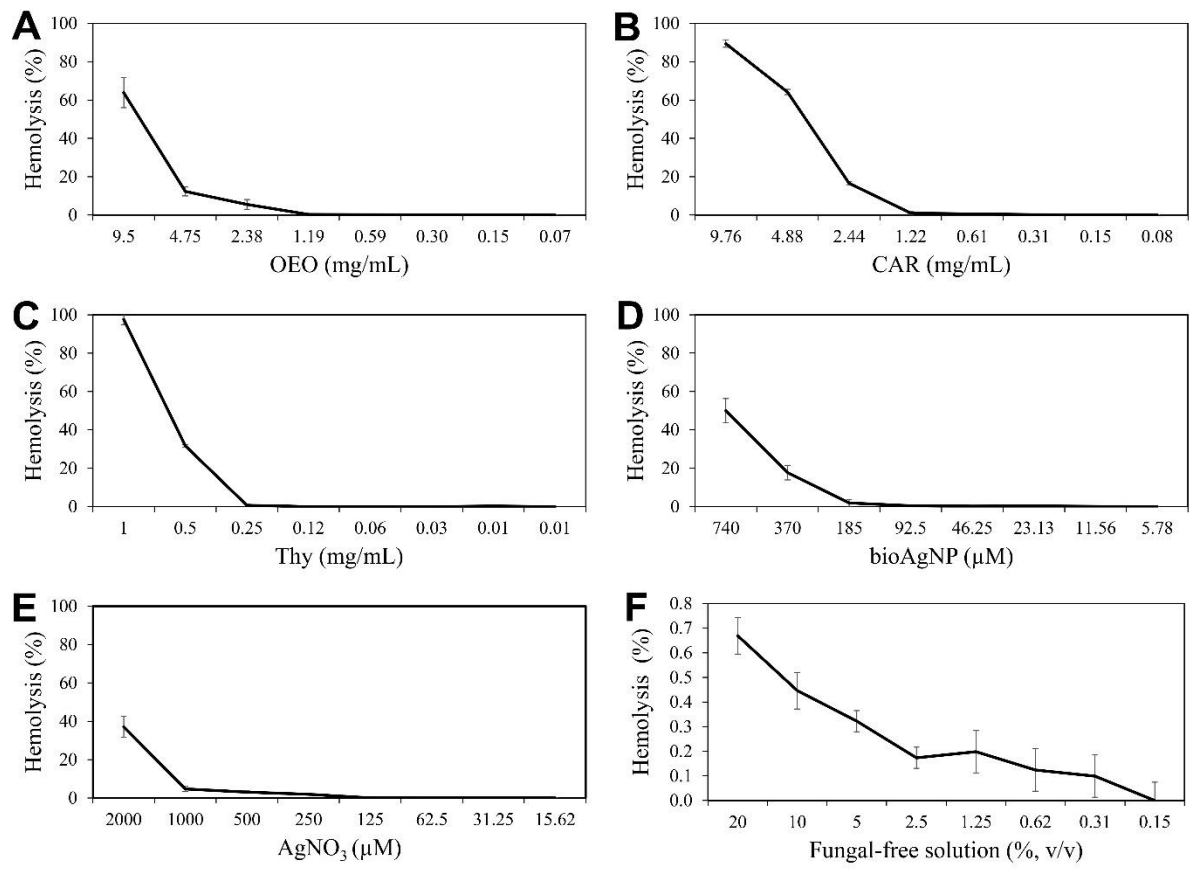 A
Hemolysis (%)
100
80
60
40
20
0
9.5 4.75 2.38 1.19 0.59 0.30 0.15 0.07
OEO (mg/mL)
B
Hemolysis (%)
100
80
60
40
20
0
9.76 4.88 2.44 1.22 0.61 0.31 0.15 0.08
CAR (mg/mL)
C
Hemolysis (%)
100
80
60
40
20
0
1 0.5 0.25 0.12 0.06 0.03 0.01 0.01
Thy (mg/mL)
D
Hemolysis (%)
100
80
60
40
20
0
740 370 185 92.5 46.25 23.13 11.56 5.78
bioAgNP (µM)
E
Hemolysis (%)
100
80
60
40
20
0
2000 1000 500 250 125 62.5 31.25 15.62
AgNO₃ (µM)
F
Hemolysis (%)
0.8
0.7
0.6
0.5
0.4
0.3
0.2
0.1
0.0
20 10 5 2.5 1.25 0.62 0.31 0.15
Fungal-free solution (%, v/v)